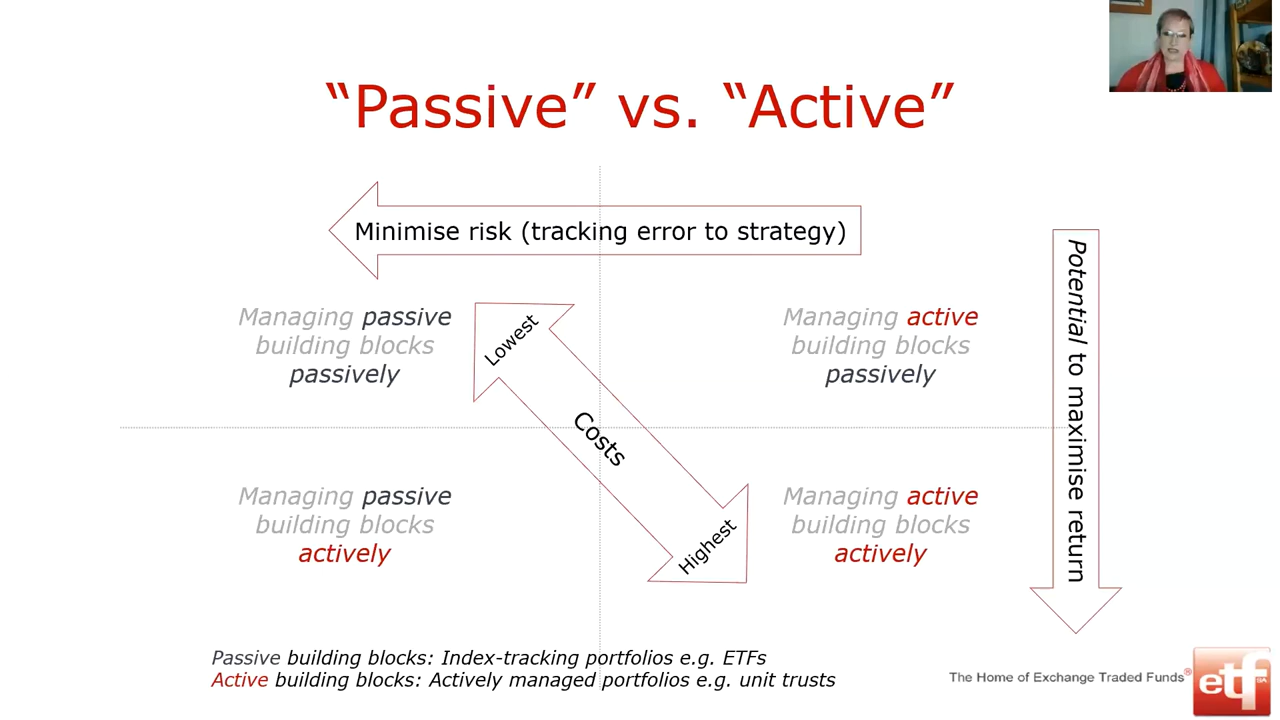 “Passive” vs. “Active”
Minimise risk (tracking error to strategy)
Managing passive
building blocks
passively
Managing active
building blocks
passively
Lowest
Costs
Highest
Potential to maximise return
Managing passive
building blocks
actively
Managing active
building blocks
actively
Passive building blocks: Index-tracking portfolios e.g. ETFs
Active building blocks: Actively managed portfolios e.g. unit trusts
The Home of Exchange Traded Funds®
etf
SA